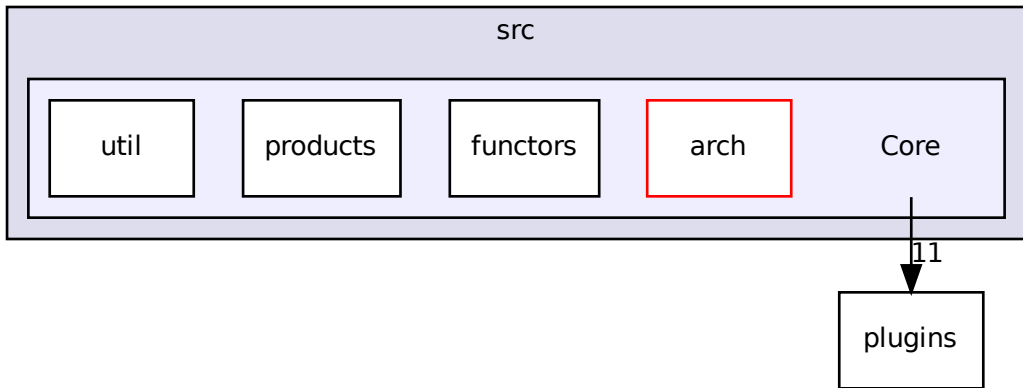 src
util
products
functors
arch
Core
11
plugins